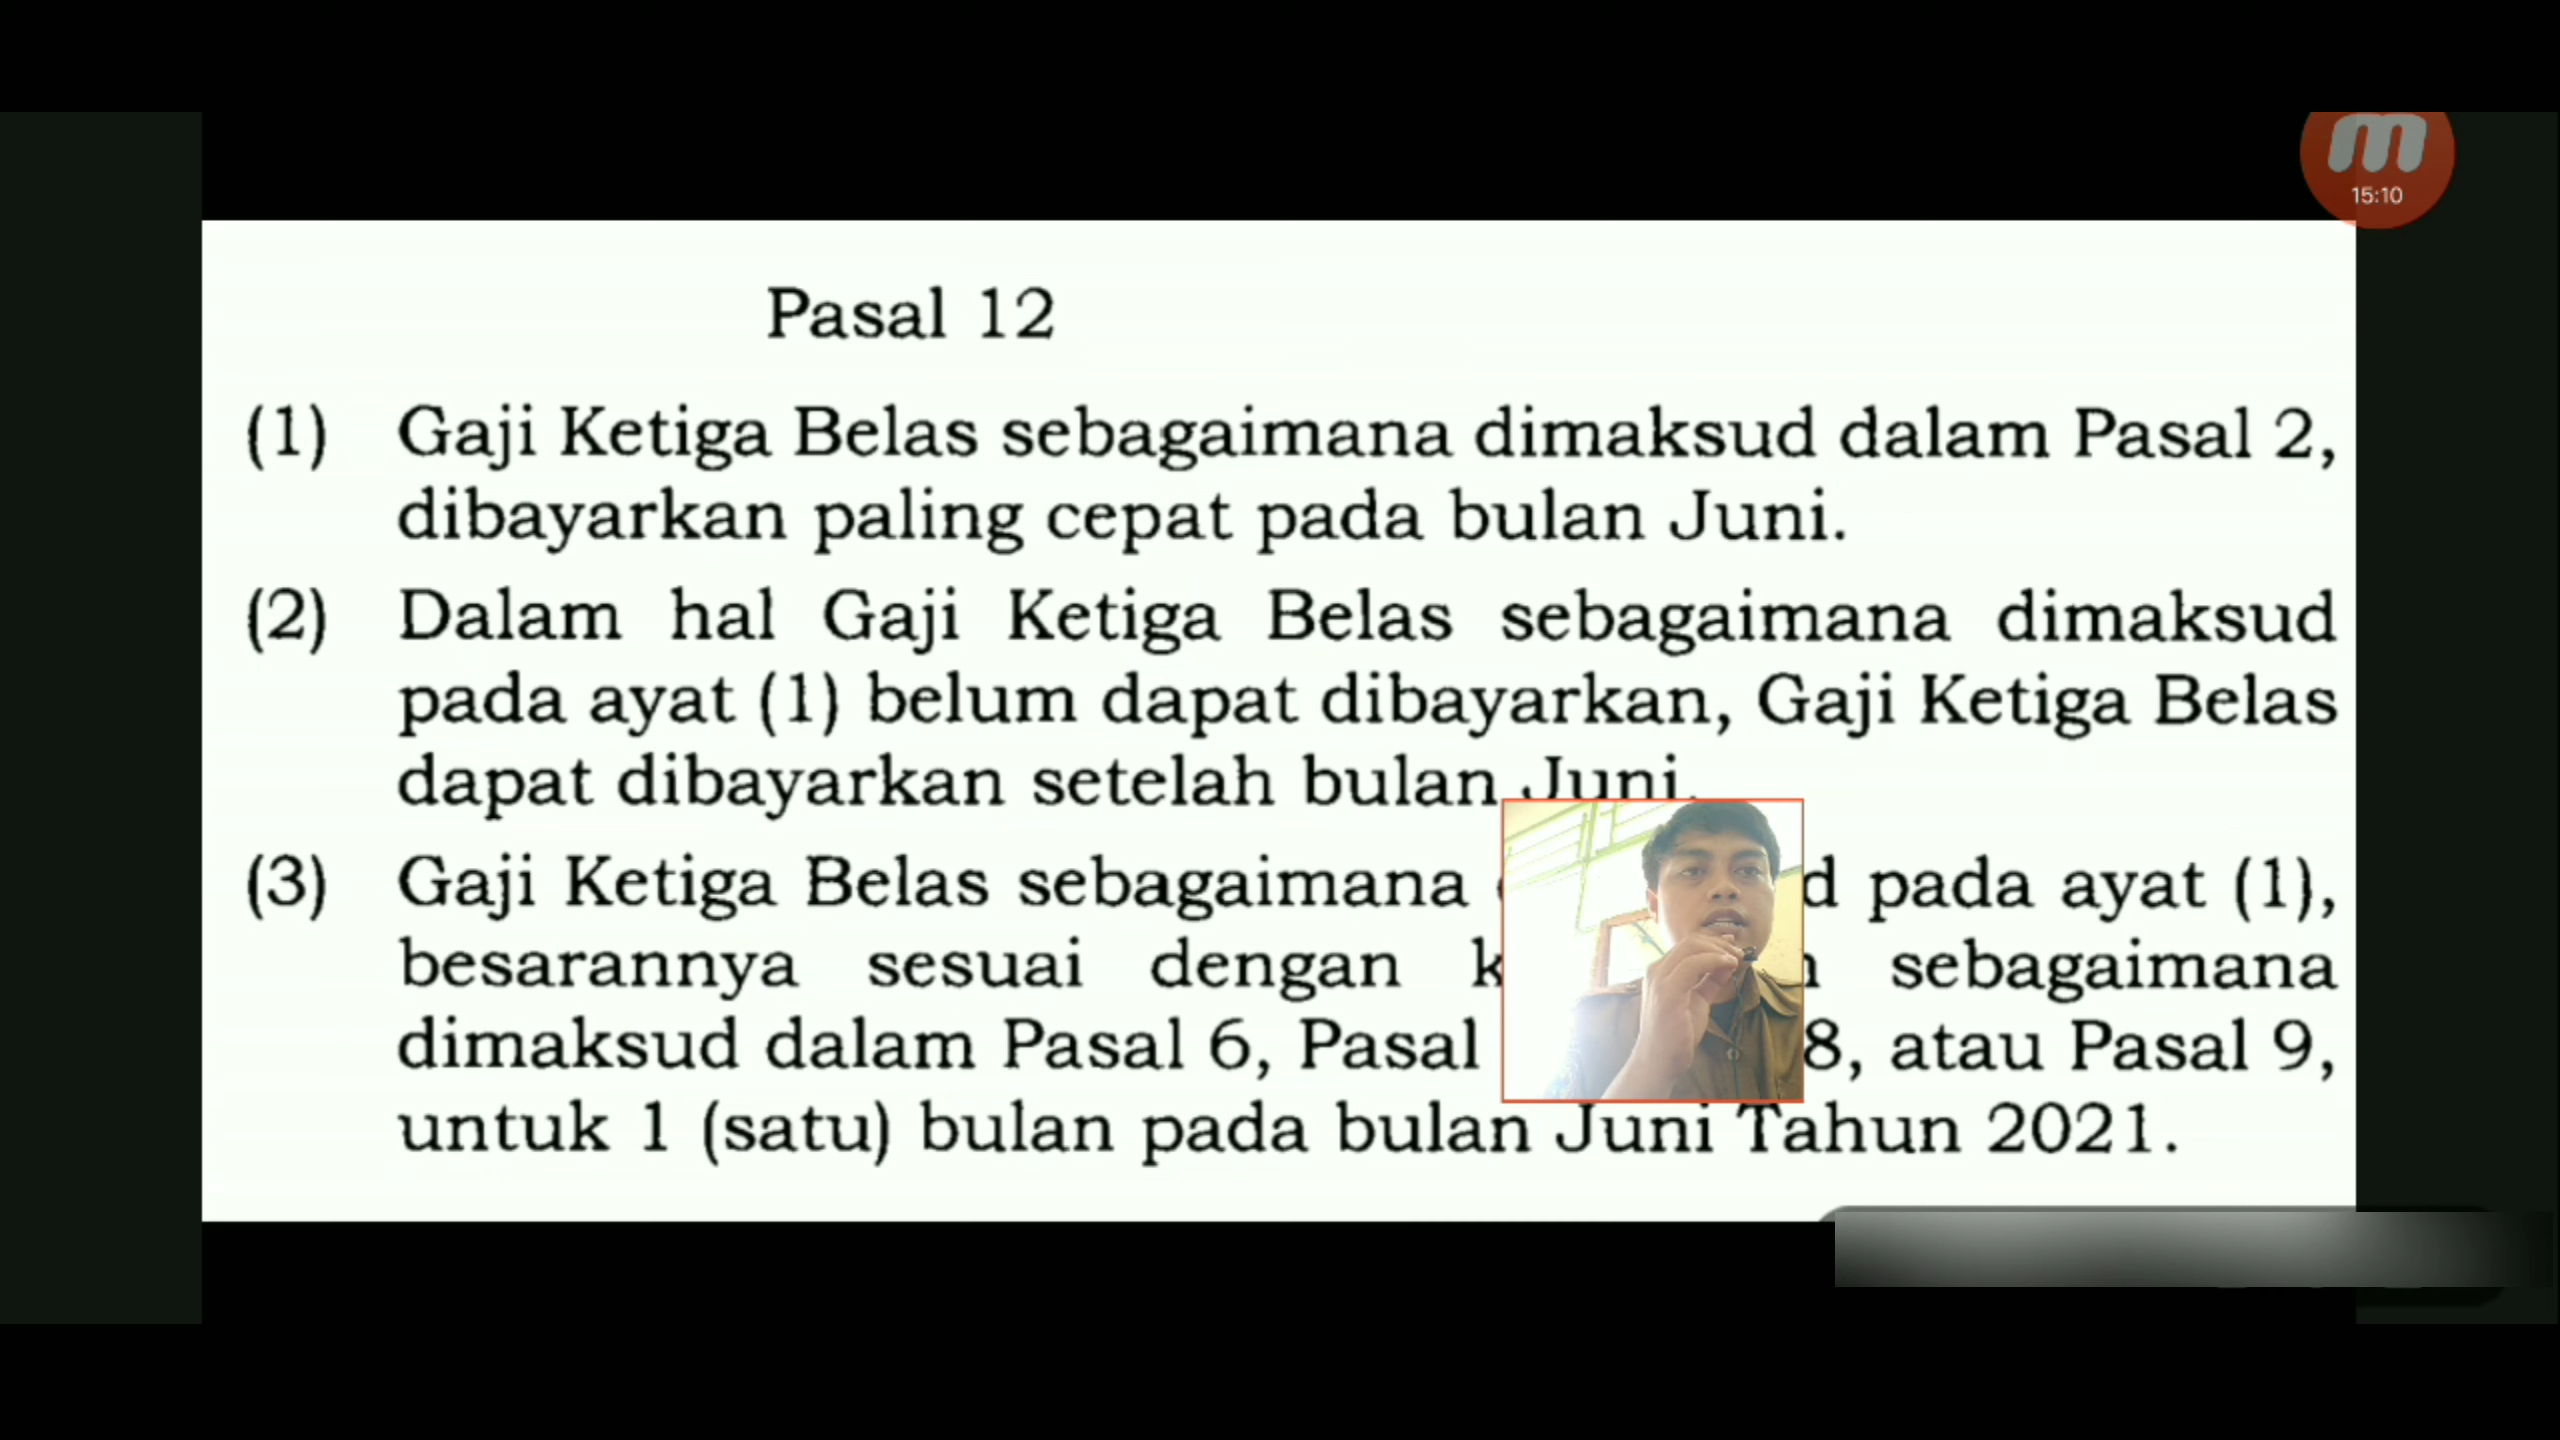 m
15:10
Pasal 12
(1) Gaji Ketiga Belas sebagaimana dimaksud dalam Pasal 2,
dibayarkan paling cepat pada bulan Juni.
(2) Dalam hal Gaji Ketiga Belas sebagaimana dimaksud
pada ayat (1) belum dapat dibayarkan, Gaji Ketiga Belas
dapat dibayarkan setelah bulan Juni.
(3) Gaji Ketiga Belas sebagaimana pada ayat (1),
besarannya sesuai dengan sebagaimana
dimaksud dalam Pasal 6, Pasal 8, atau Pasal 9,
untuk 1 (satu) bulan pada bulan Juni Tahun 2021.